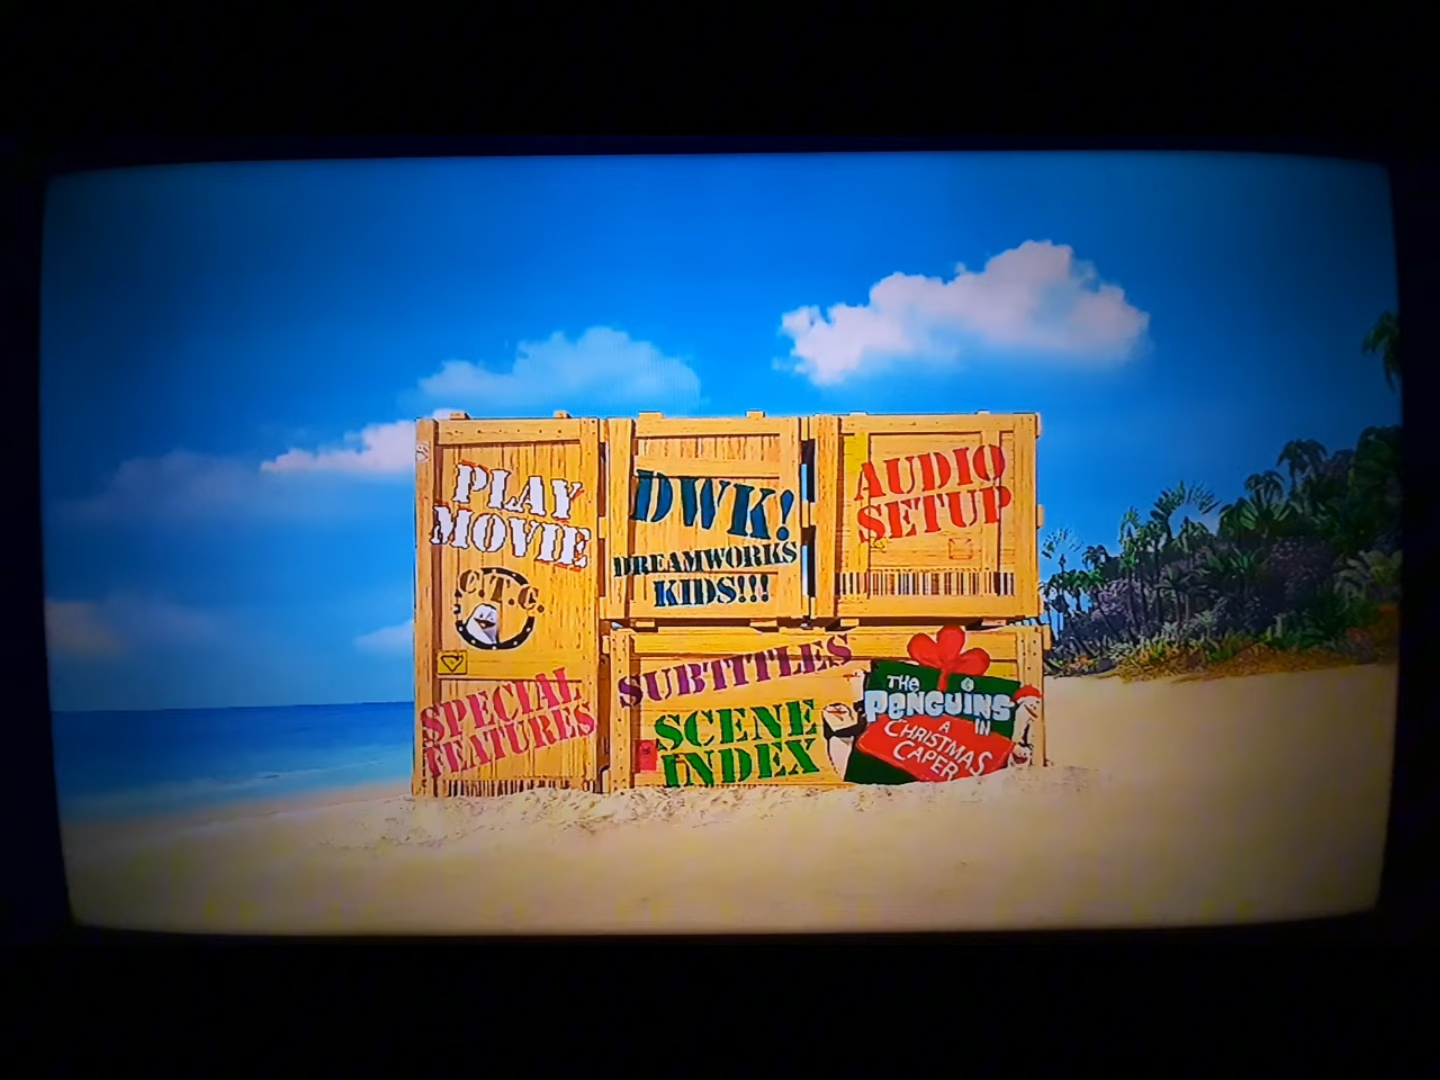 PLAY
MOVIE
C.T.C.
SPECIAL
FEATURES
DWK!
DREAMWORKS
KIDS!!!
AUDIO
SETUP
SUBTITLES
SCENE
INDEX
THE
PENGUINS
IN
A
CHRISTMAS
CAPER